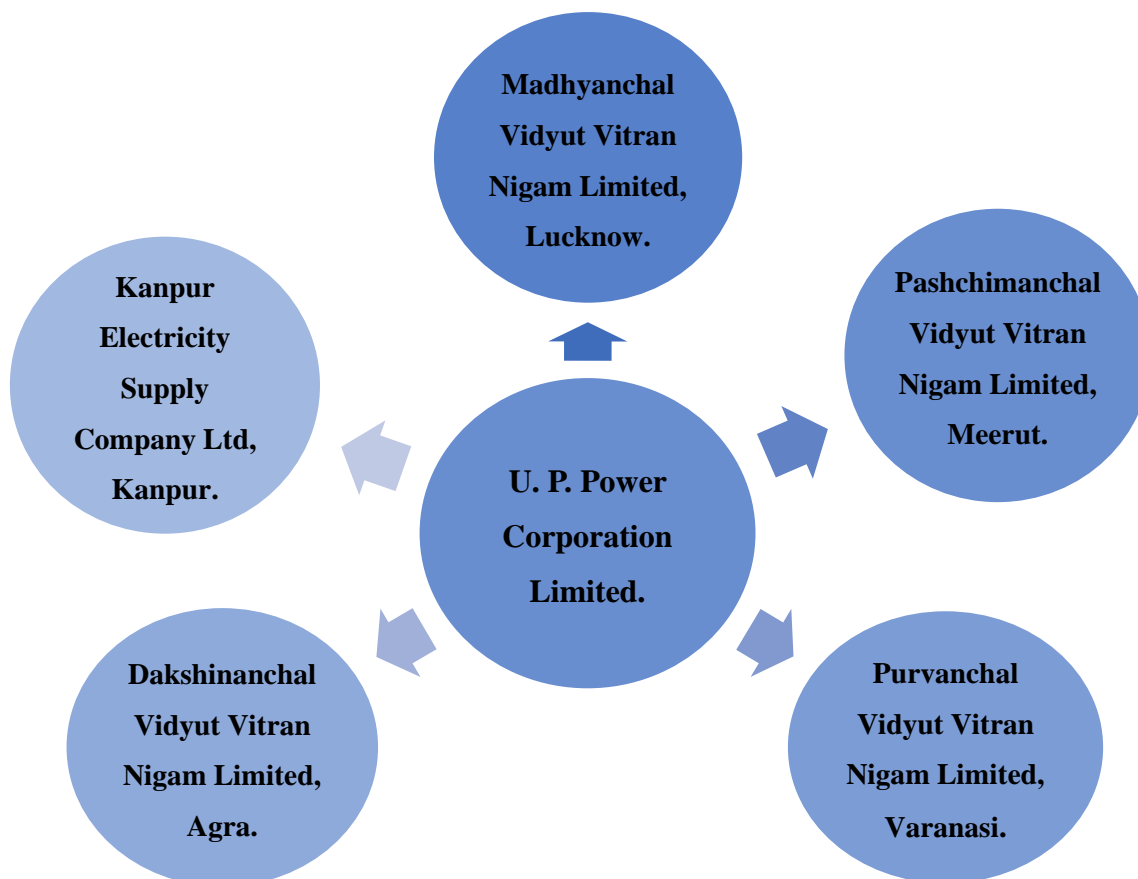 Madhyanchal
Vidyut Vitran
Nigam Limited,
Lucknow.
Pashchimanchal
Vidyut Vitran
Nigam Limited,
Meerut.
Kanpur
Electricity
Supply
Company Ltd,
Kanpur.
U. P. Power
Corporation
Limited.
Dakshinanchal
Vidyut Vitran
Nigam Limited,
Agra.
Purvanchal
Vidyut Vitran
Nigam Limited,
Varanasi.